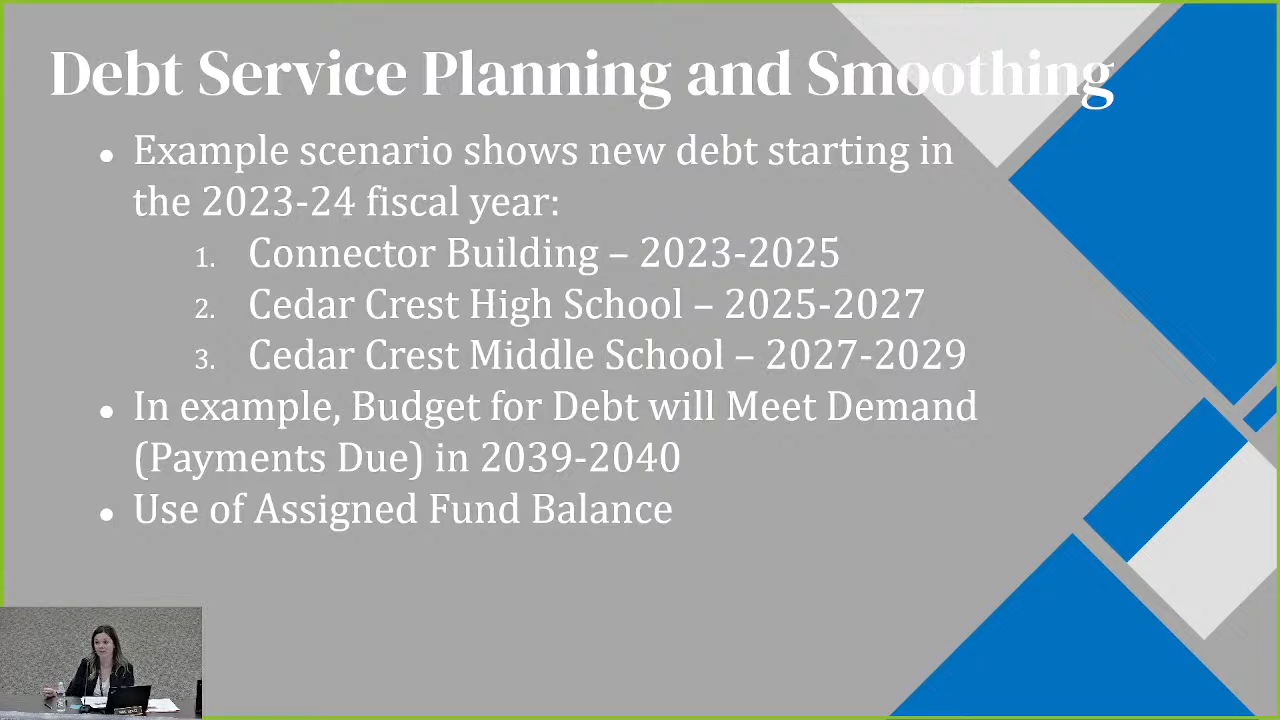 Debt Service Planning and Smoothing
• Example scenario shows new debt starting in
the 2023-24 fiscal year:
1. Connector Building – 2023-2025
2. Cedar Crest High School – 2025-2027
3. Cedar Crest Middle School – 2027-2029
• In example, Budget for Debt will Meet Demand
(Payments Due) in 2039-2040
• Use of Assigned Fund Balance